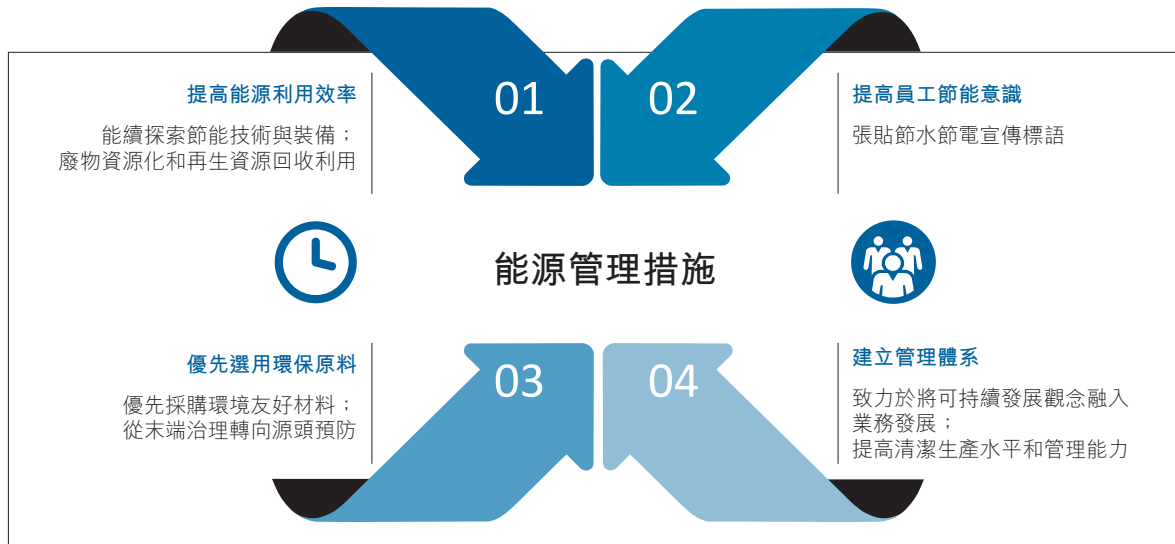 01
提高能源利用效率
能續探索節能技術與裝備；
廢物資源化和再生資源回收利用
02
提高員工節能意識
張貼節水節電宣傳標語
能源管理措施
03
優先選用環保原料
優先採購環境友好材料；
從末端治理轉向源頭預防
04
建立管理體系
致力於將可持續發展觀念融入
業務發展；
提高清潔生產水平和管理能力